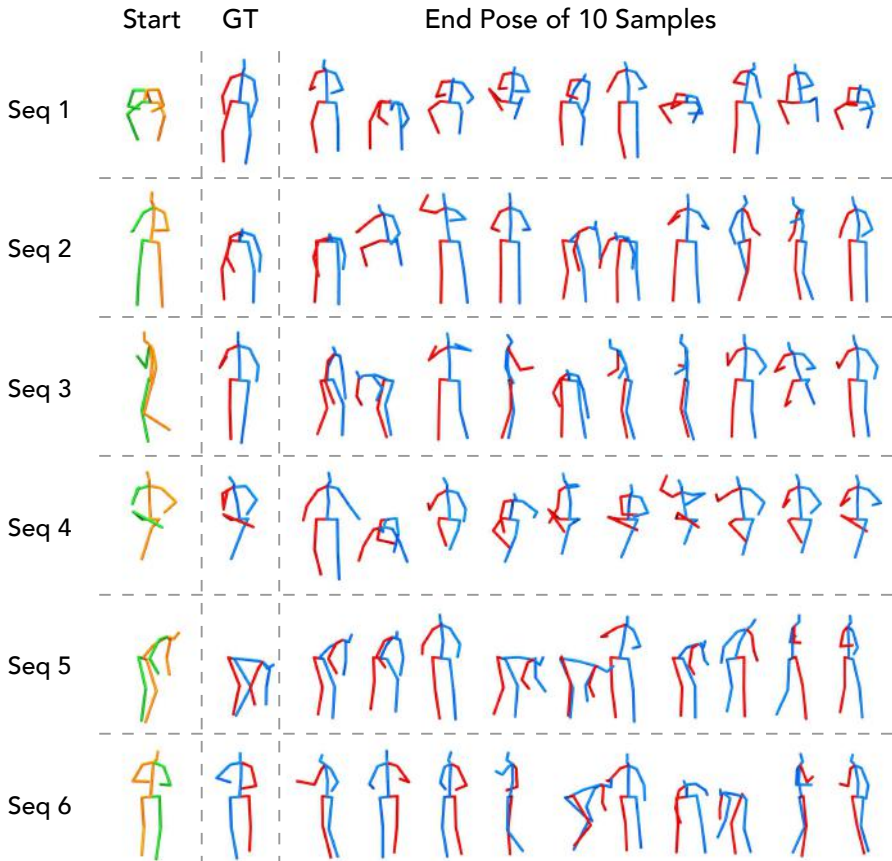 Start GT End Pose of 10 Samples
Seq 1
Seq 2
Seq 3
Seq 4
Seq 5
Seq 6